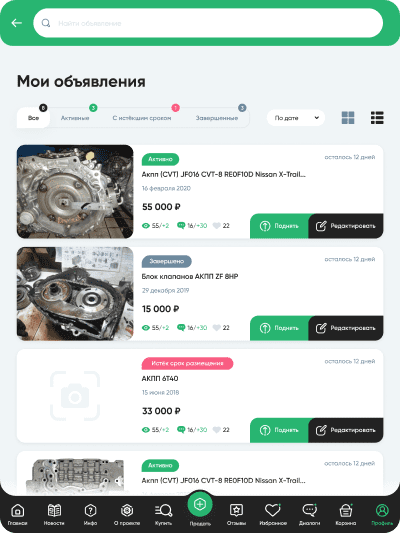 Найти объявление
Мои объявления
Все 8 Активные 3 С истёкшим сроком 1 Завершенные 3 По дате
Активно осталось 12 дней
Акпп (CVT) JF016 CVT-8 RE0F10D Nissan X-Trail...
16 февраля 2020
55 000 ₽
55/+2 16/+30 22 Поднять Редактировать
Завершено осталось 12 дней
Блок клапанов АКПП ZF 8HP
29 декабря 2019
15 000 ₽
55/+2 16/+30 22 Поднять Редактировать
Истёк срок размещения осталось 12 дней
АКПП 6T40
15 июня 2018
33 000 ₽
55/+2 16/+30 22 Поднять Редактировать
Активно осталось 12 дней
Акпп (CVT) JF016 CVT-8 RE0F10D Nissan X-Trail...
Главная Новости Инфо О проекте Купить Продать Отзывы Избранное Диалоги Корзина Профиль